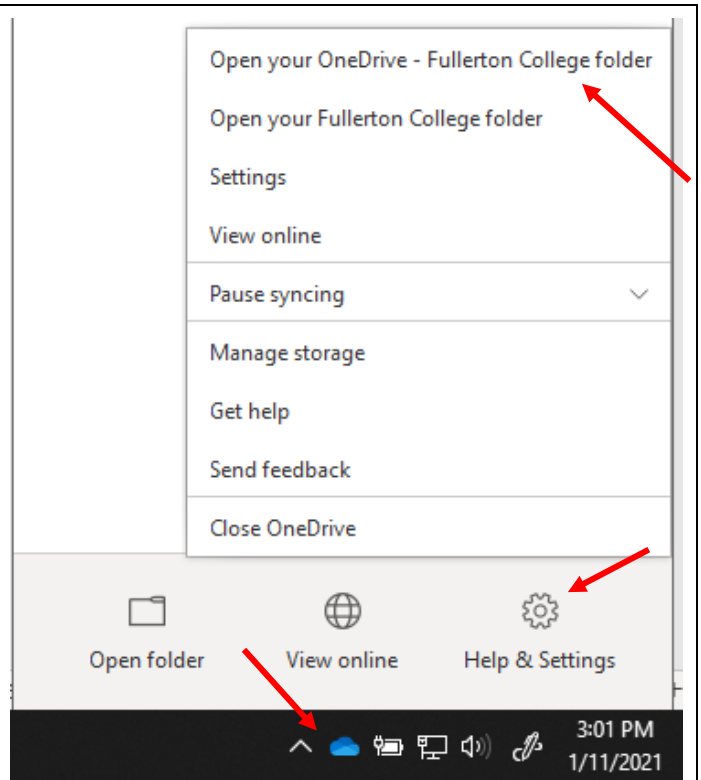 Open your OneDrive - Fullerton College folder
Open your Fullerton College folder
Settings
View online
Pause syncing
Manage storage
Get help
Send feedback
Close OneDrive
Open folder View online Help & Settings
3:01 PM
1/11/2021